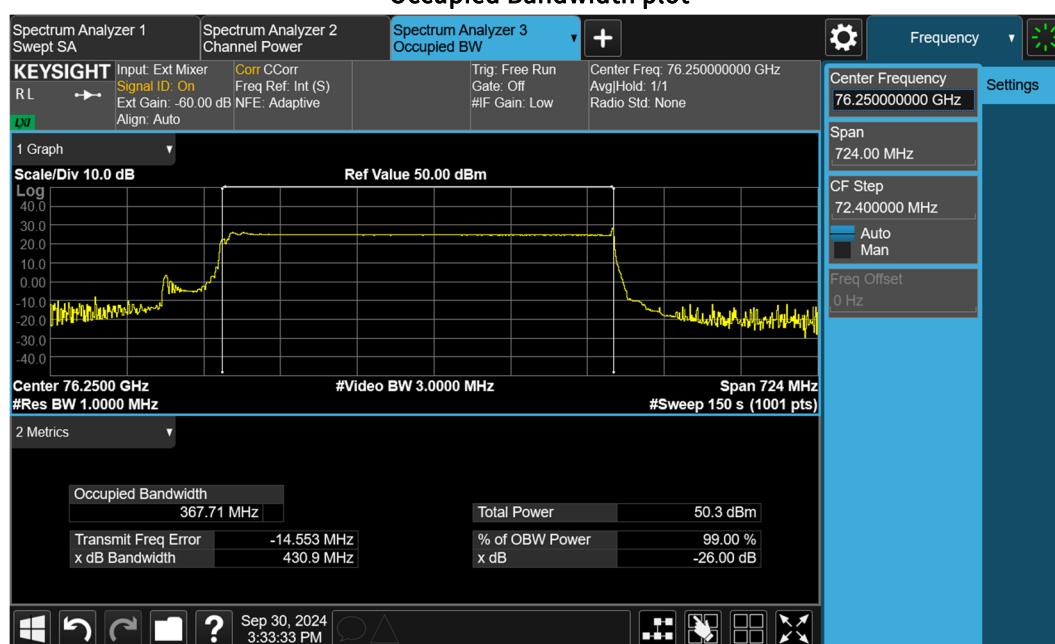 Occupied Bandwidth plot
Spectrum Analyzer 1
Swept SA
Spectrum Analyzer 2
Channel Power
Spectrum Analyzer 3
Occupied BW
▼
+
Frequency
▼
KEYSIGHT
RL
LXI
Input: Ext Mixer
Signal ID: On
Ext Gain: -60.00 dB
Align: Auto
Corr CCorr
Freq Ref: Int (S)
NFE: Adaptive
Trig: Free Run
Gate: Off
#IF Gain: Low
Center Freq: 76.250000000 GHz
Avg|Hold: 1/1
Radio Std: None
Center Frequency
76.250000000 GHz
Settings
Span
724.00 MHz
CF Step
72.400000 MHz
Auto
Man
Freq Offset
0 Hz
1 Graph
▼
Scale/Div 10.0 dB
Ref Value 50.00 dBm
Log
40.0
30.0
20.0
10.0
0.00
-10.0
-20.0
-30.0
-40.0
Center 76.2500 GHz
#Video BW 3.0000 MHz
Span 724 MHz
#Res BW 1.0000 MHz
#Sweep 150 s (1001 pts)
2 Metrics
▼
Occupied Bandwidth
367.71 MHz
Total Power 50.3 dBm
Transmit Freq Error -14.553 MHz
% of OBW Power 99.00 %
x dB Bandwidth 430.9 MHz
x dB -26.00 dB
?
Sep 30, 2024
3:33:33 PM